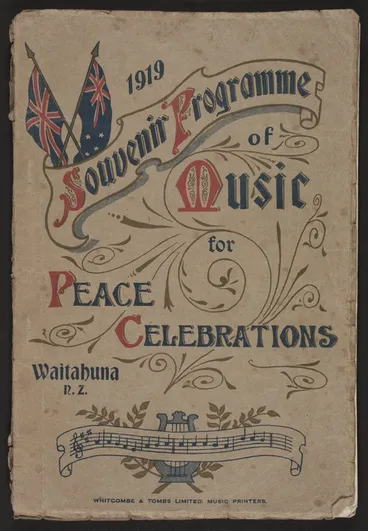 1919
Souvenir Programme
of
Music
for
PEACE
CELEBRATIONS
Waitahuna
N. Z.
WHITCOMBE & TOMBS LIMITED. MUSIC PRINTERS.